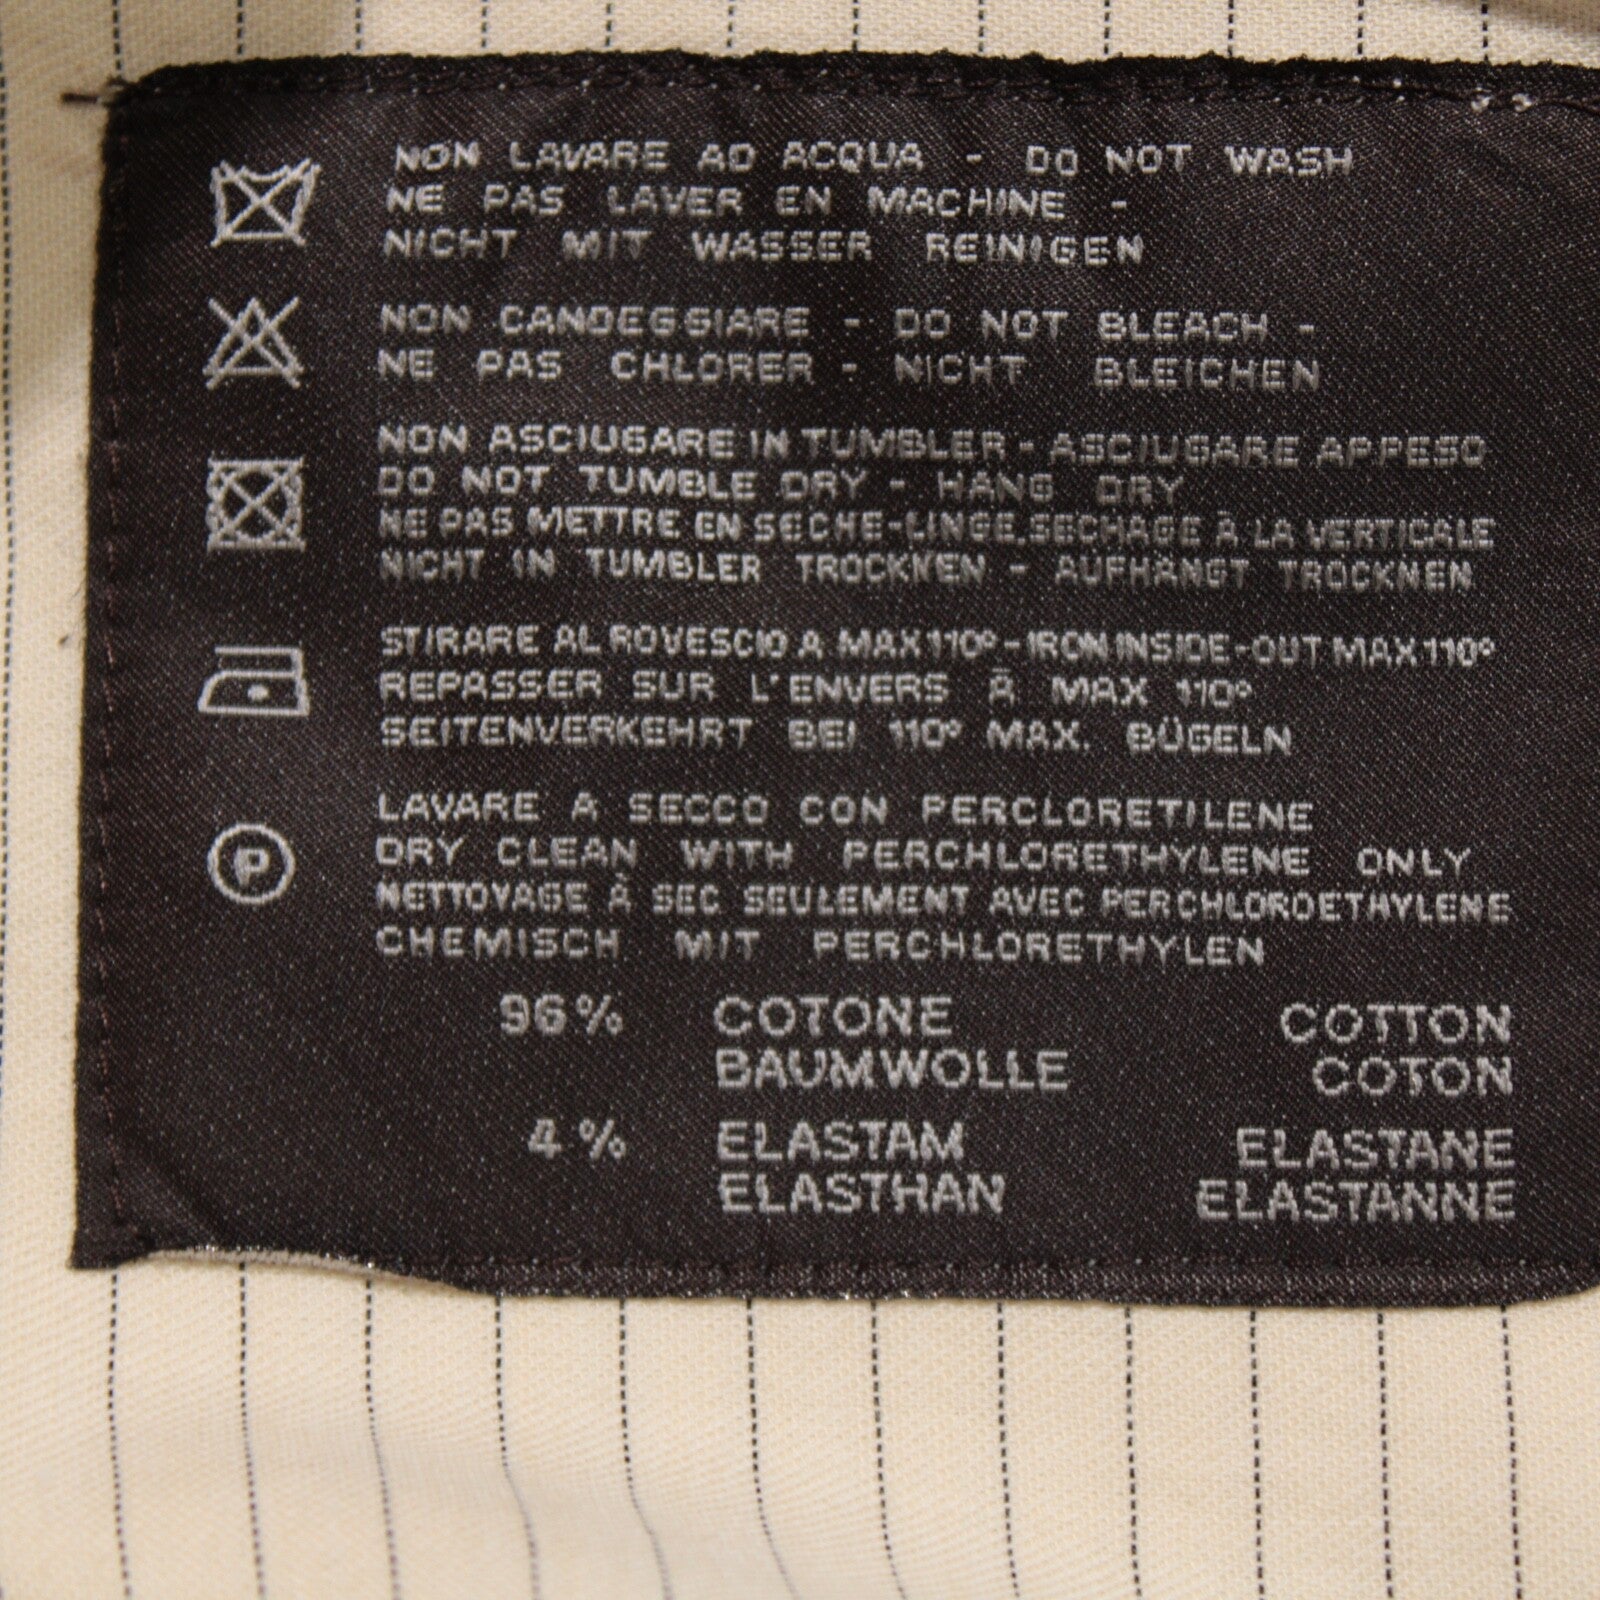 NON LAVARE AD ACQUA - DO NOT WASH
NE PAS LAVER EN MACHINE -
NICHT MIT WASSER REINIGEN
NON CANDEGGIARE - DO NOT BLEACH -
NE PAS CHLORER - NICHT BLEICHEN
NON ASCIUGARE IN TUMBLER - ASCIUGARE APPESO
DO NOT TUMBLE DRY - HANG DRY
NE PAS METTRE EN SECHE-LINGE, SECHAGE À LA VERTICALE
NICHT IN TUMBLER TROCKKEN - AUFHANGT TROCKNEN
STIRARE AL ROVESCIO A MAX 110° - IRON INSIDE-OUT MAX 110°
REPASSER SUR L'ENVERS À MAX 110°
SEITENVERKEHRT BEI 110° MAX. BÜGELN
P
LAVARE A SECCO CON PERCLORETILENE
DRY CLEAN WITH PERCHLORETHYLENE ONLY
NETTOYAGE À SEC SEULEMENT AVEC PERCHLOROETHYLENE
CHEMISCH MIT PERCHLORETHYLEN
96% COTONE COTTON
BAUMWOLLE COTON
4% ELASTAM ELASTANE
ELASTHAN ELASTANNE